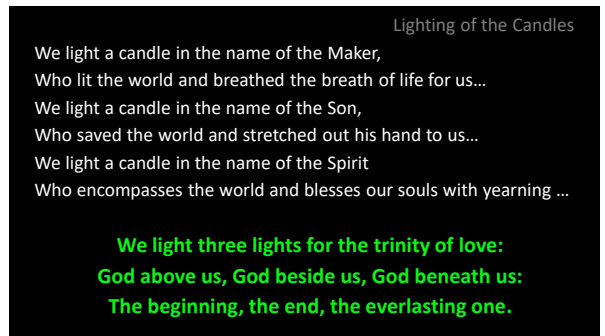 Lighting of the Candles
We light a candle in the name of the Maker,
Who lit the world and breathed the breath of life for us…
We light a candle in the name of the Son,
Who saved the world and stretched out his hand to us…
We light a candle in the name of the Spirit
Who encompasses the world and blesses our souls with yearning …
We light three lights for the trinity of love:
God above us, God beside us, God beneath us:
The beginning, the end, the everlasting one.